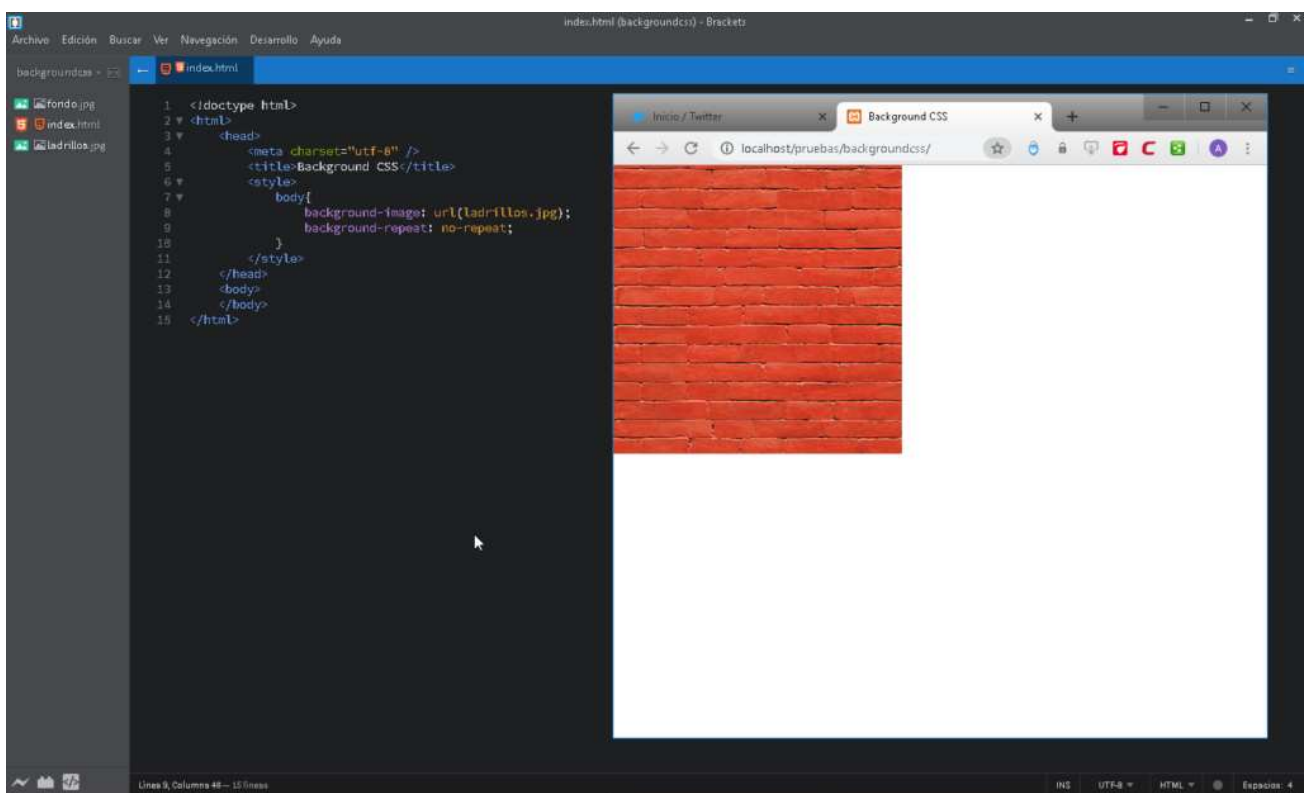 index.html (backgroundcss) - Brackets
Archivo Edición Buscar Ver Navegación Desarrollo Ayuda
backgroundcss
index.html
fondo.jpg
index.html
ladrillos.jpg
1 <!doctype html>
2 <html>
3 <head>
4 <meta charset="utf-8" />
5 <title>Background CSS</title>
6 <style>
7 body{
8 background-image: url(ladrillos.jpg);
9 background-repeat: no-repeat;
10 }
11 </style>
12 </head>
13 <body>
14 </body>
15 </html>
Inicio / Twitter
Background CSS
localhost/pruebas/backgroundcss/
A
Línea 9, Columna 46 — 15 líneas
INS UTF-8 HTML Espacios: 4